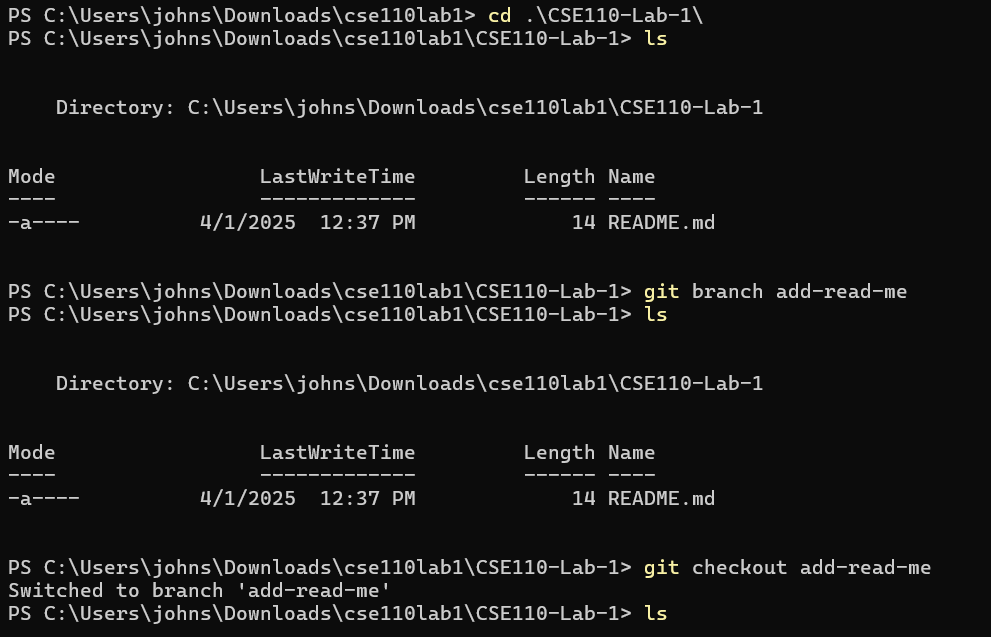 PS C:\Users\johns\Downloads\cse110lab1> cd .\CSE110-Lab-1\
PS C:\Users\johns\Downloads\cse110lab1\CSE110-Lab-1> ls
Directory: C:\Users\johns\Downloads\cse110lab1\CSE110-Lab-1
Mode LastWriteTime Length Name
---- ------------- ------ ----
-a---- 4/1/2025 12:37 PM 14 README.md
PS C:\Users\johns\Downloads\cse110lab1\CSE110-Lab-1> git branch add-read-me
PS C:\Users\johns\Downloads\cse110lab1\CSE110-Lab-1> ls
Directory: C:\Users\johns\Downloads\cse110lab1\CSE110-Lab-1
Mode LastWriteTime Length Name
---- ------------- ------ ----
-a---- 4/1/2025 12:37 PM 14 README.md
PS C:\Users\johns\Downloads\cse110lab1\CSE110-Lab-1> git checkout add-read-me
Switched to branch 'add-read-me'
PS C:\Users\johns\Downloads\cse110lab1\CSE110-Lab-1> ls